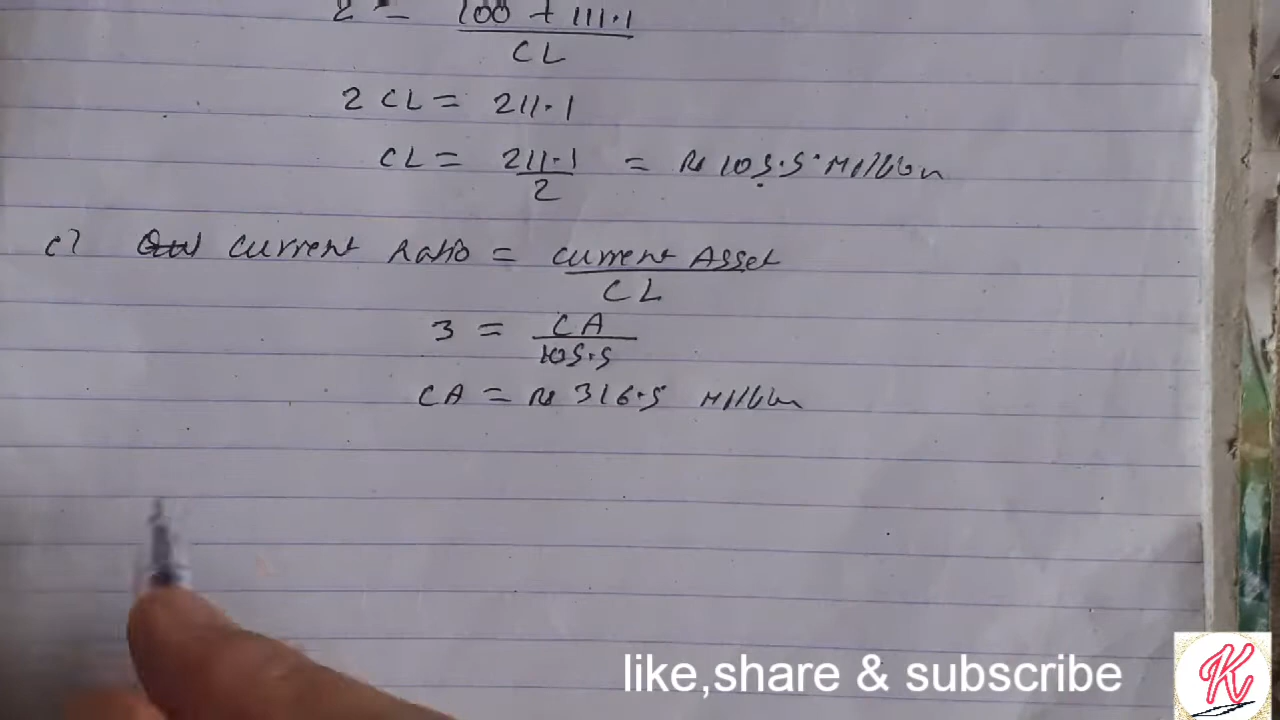 2 = 100 + 111.1
CL
2 CL = 211.1
CL = 211.1 / 2 = Rs 105.5 Million
c) Current Ratio = Current Asset
CL
3 = CA / 105.5
CA = Rs 316.5 Million
like,share & subscribe
K